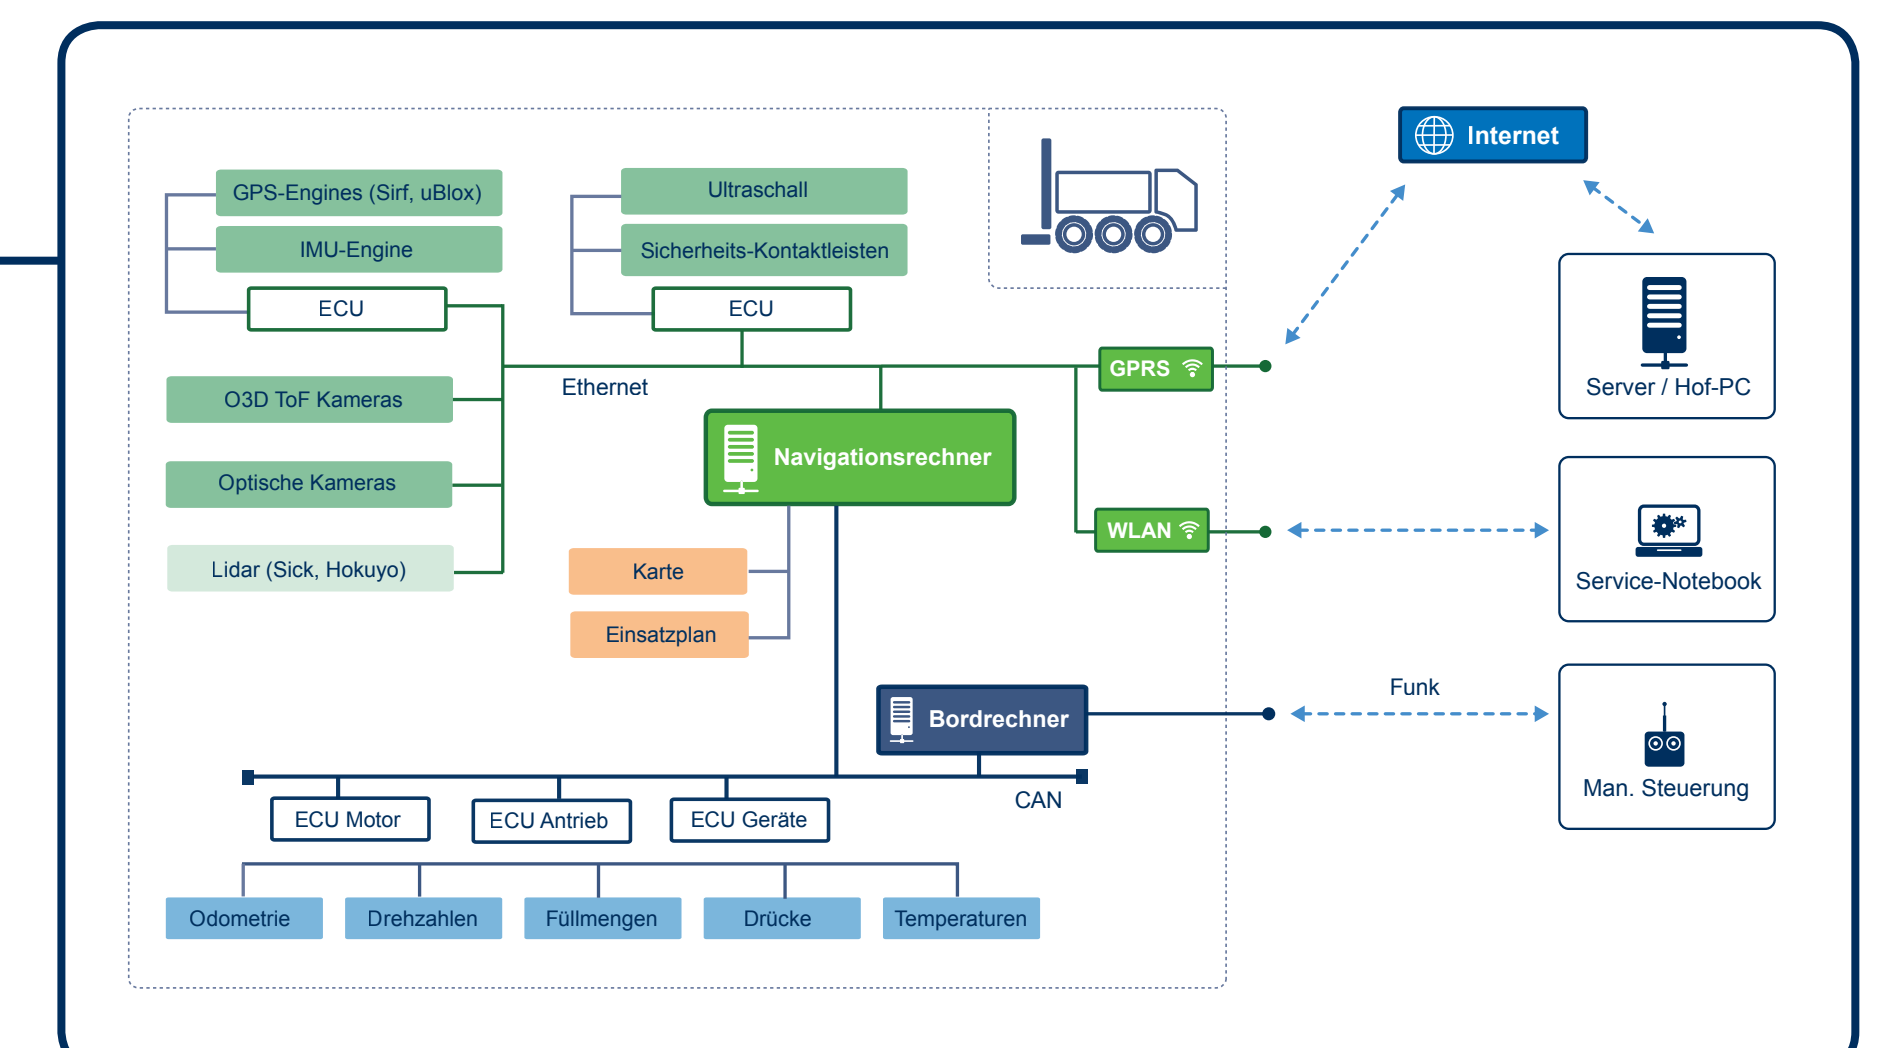 GPS-Engines (Sirf, uBlox)
IMU-Engine
ECU
Ultraschall
Sicherheits-Kontaktleisten
ECU
Internet
Server / Hof-PC
GPRS
Ethernet
O3D ToF Kameras
Optische Kameras
Lidar (Sick, Hokuyo)
Navigationsrechner
WLAN
Service-Notebook
Karte
Einsatzplan
Bordrechner
Funk
Man. Steuerung
CAN
ECU Motor
ECU Antrieb
ECU Geräte
Odometrie
Drehzahlen
Füllmengen
Drücke
Temperaturen